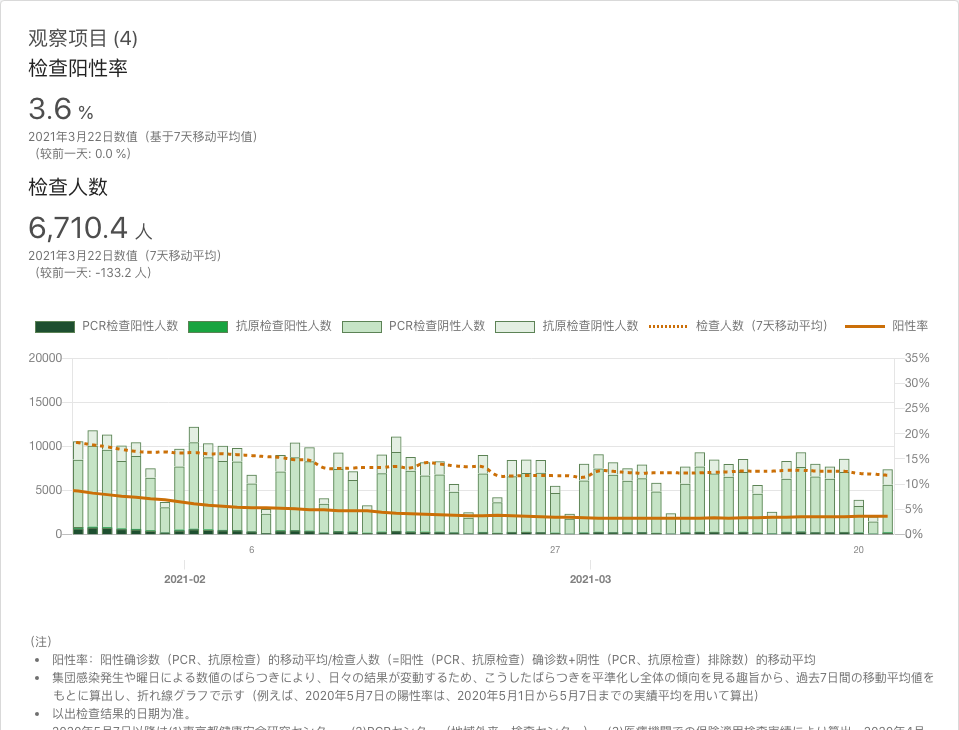 观察项目 (4)
检查阳性率
3.6 %
2021年3月22日数值（基于7天移动平均值）
（较前一天: 0.0 %）
检查人数
6,710.4 人
2021年3月22日数值（7天移动平均）
（较前一天: -133.2 人）
PCR检查阳性人数 抗原检查阳性人数 PCR检查阴性人数 抗原检查阴性人数 检查人数（7天移动平均） 阳性率
20000 35%
30%
15000 25%
20%
10000 15%
5000 10%
5%
0 0%
6 27 20
2021-02 2021-03
（注）
• 阳性率：阳性确诊数（PCR、抗原检查）的移动平均/检查人数（=阳性（PCR、抗原检查）确诊数+阴性（PCR、抗原检查）排除数）的移动平均
• 集団感染発生や曜日による数値のばらつきにより、日々の結果が変動するため、こうしたばらつきを平準化し全体の傾向を見る趣旨から、過去7日間の移動平均値を
もとに算出し、折れ線グラフで示す（例えば、2020年5月7日の陽性率は、2020年5月1日から5月7日までの実績平均を用いて算出）
• 以出检查结果的日期为准。